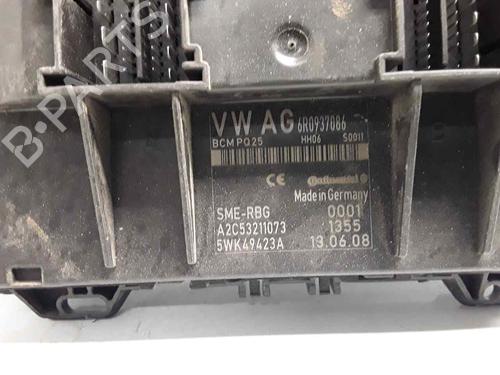 B-PARTS
VW AG 6R0937086
BCM PQ25 HH06 S0011
CE Continental
Made in Germany
SME-RBG 0001
A2C53211073 1355
5WK49423A 13.06.08